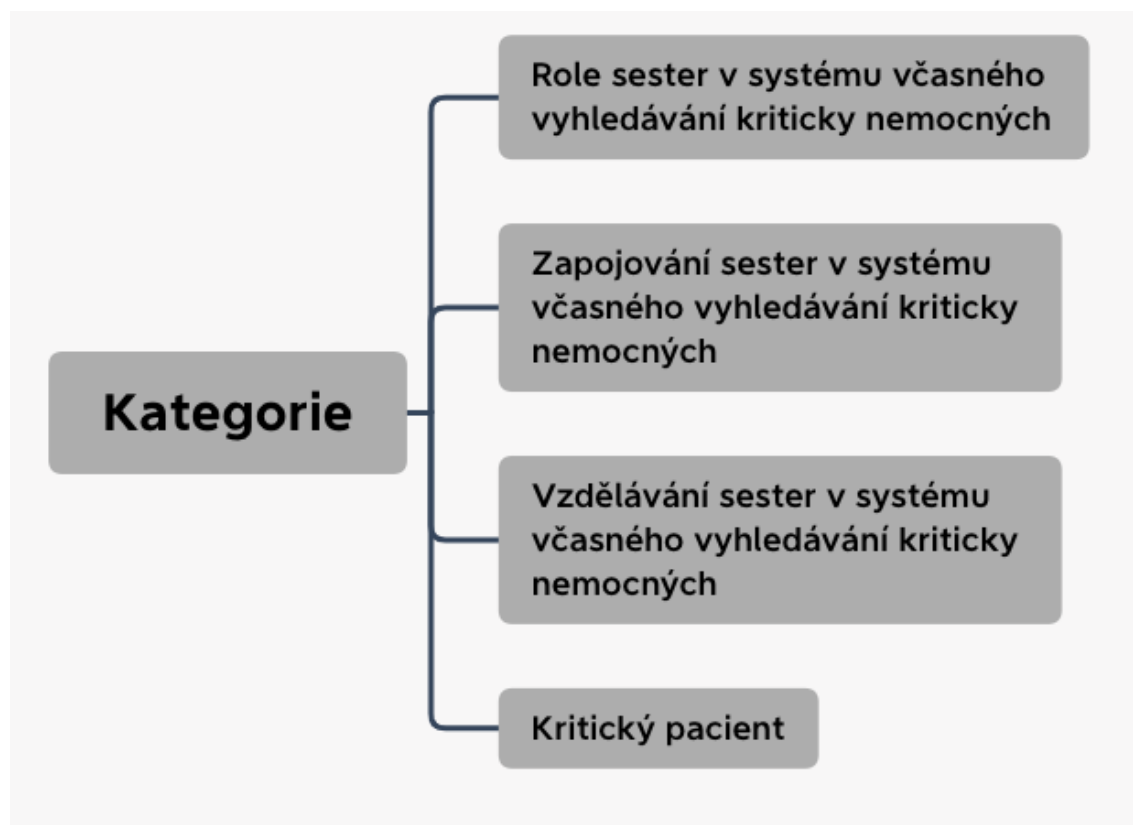 Role sester v systému včasného
vyhledávání kriticky nemocných
Zapojování sester v systému
včasného vyhledávání kriticky
nemocných
Kategorie
Vzdělávání sester v systému
včasného vyhledávání kriticky
nemocných
Kritický pacient